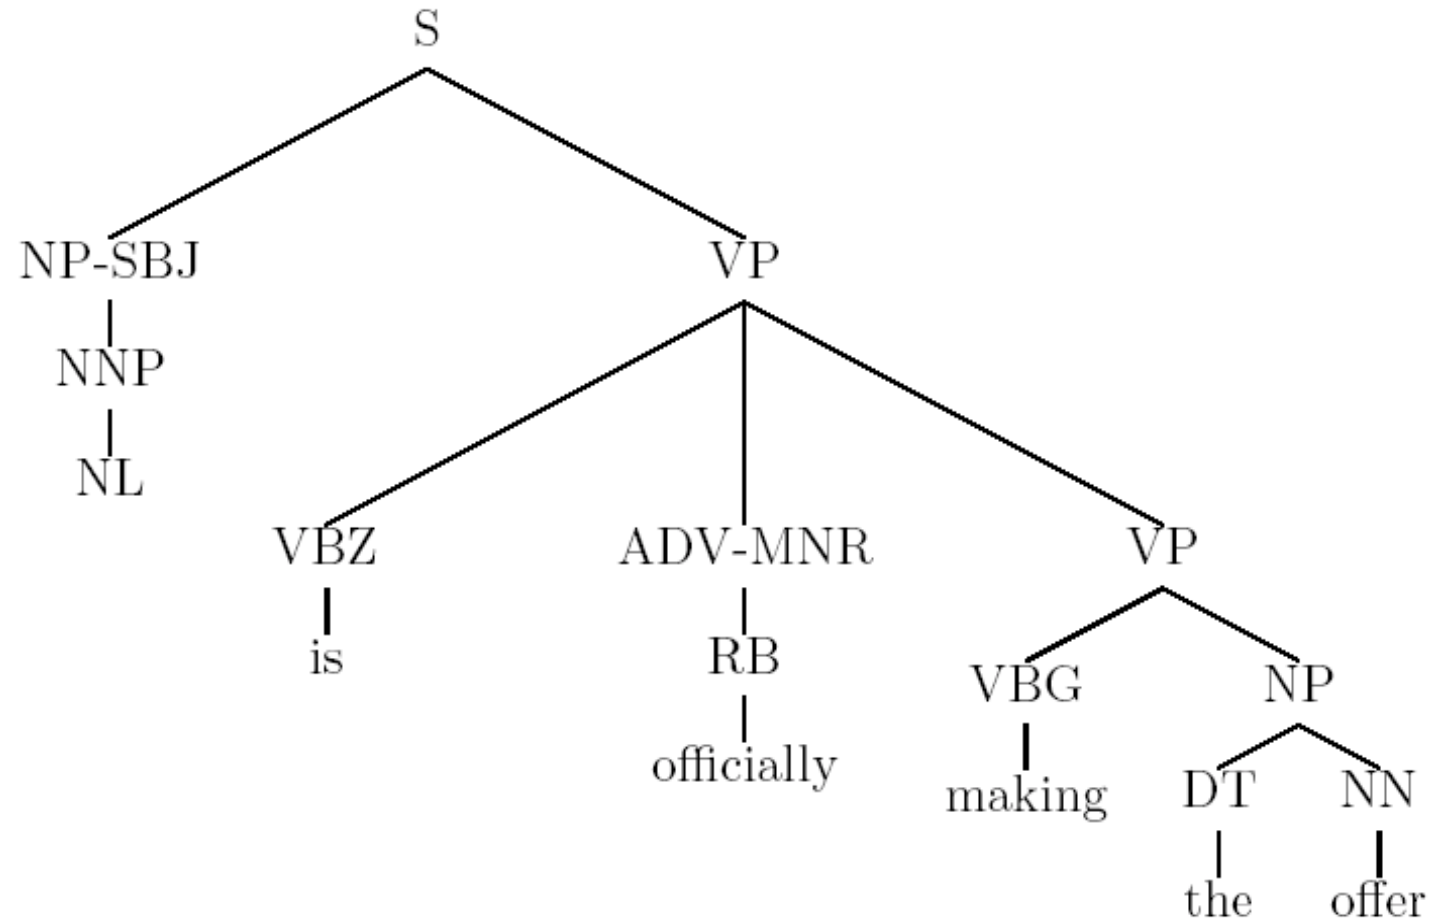 S
NP-SBJ VP
NNP
NL
VBZ ADV-MNR VP
is RB VBG NP
officially making DT NN
the offer